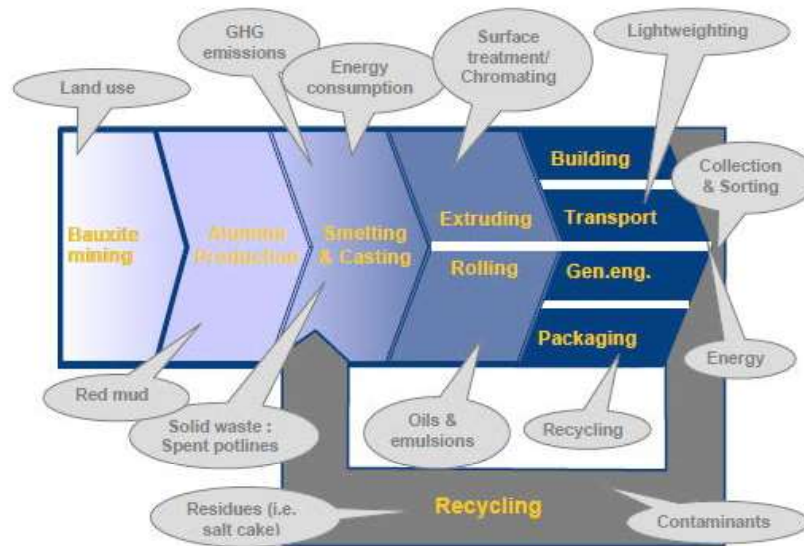 GHG
emissions
Surface
treatment/
Chromating
Lightweighting
Land use
Energy
consumption
Building
Collection
& Sorting
Transport
Bauxite
mining
Alumina
Production
Smelting
& Casting
Extruding
Rolling
Gen.eng.
Packaging
Energy
Red mud
Solid waste :
Spent potlines
Oils &
emulsions
Recycling
Residues (i.e.
salt cake)
Recycling
Contaminants